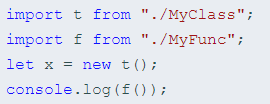 import t from "./MyClass";
import f from "./MyFunc";
let x = new t();
console.log(f());